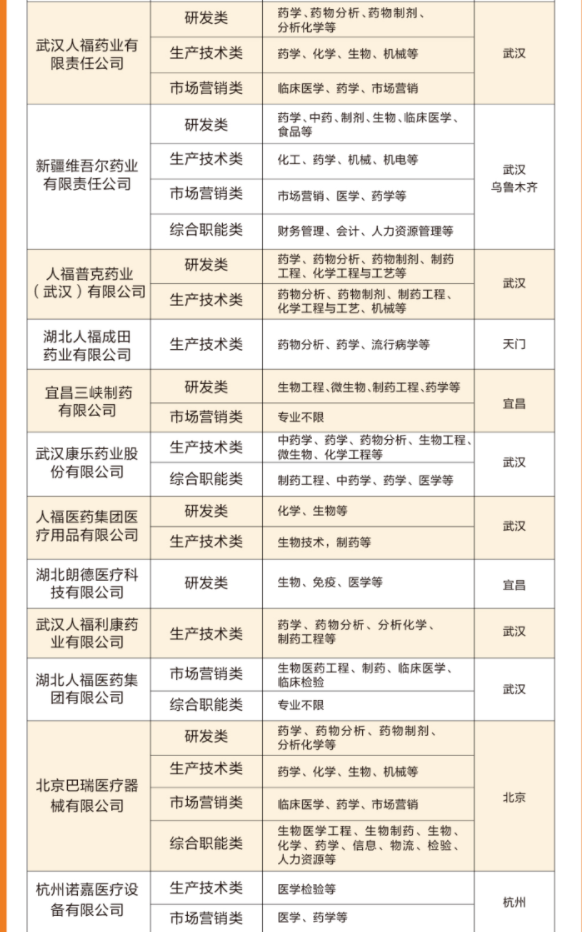 武汉人福药业有
限责任公司
研发类
药学、药物分析、药物制剂、
分析化学等
生产技术类
药学、化学、生物、机械等
市场营销类
临床医学、药学、市场营销
武汉
新疆维吾尔药业
有限责任公司
研发类
药学、中药、制剂、生物、临床医学、
食品等
生产技术类
化工、药学、机械、机电等
市场营销类
市场营销、医学、药学等
综合职能类
财务管理、会计、人力资源管理等
武汉
乌鲁木齐
人福普克药业
（武汉）有限公司
研发类
药学、药物分析、药物制剂、制药
工程、化学工程与工艺等
生产技术类
药物分析、药物制剂、制药工程、
化学工程与工艺、机械等
武汉
湖北人福成田
药业有限公司
生产技术类
药物分析、药学、流行病学等
天门
宜昌三峡制药
有限公司
研发类
生物工程、微生物、制药工程、药学等
市场营销类
专业不限
宜昌
武汉康乐药业股
份有限公司
生产技术类
中药学、药学、药物分析、生物工程、
微生物、化学工程等
综合职能类
制药工程、中药学、药学、医学等
武汉
人福医药集团医
疗用品有限公司
研发类
化学、生物等
生产技术类
生物技术，制药等
武汉
湖北朗德医疗科
技有限公司
研发类
生物、免疫、医学等
宜昌
武汉人福利康药
业有限公司
生产技术类
药学、药物分析、分析化学、
制药工程等
武汉
湖北人福医药集
团有限公司
市场营销类
生物医药工程、制药、临床医学、
临床检验
综合职能类
专业不限
武汉
北京巴瑞医疗器
械有限公司
研发类
药学、药物分析、药物制剂、
分析化学等
生产技术类
药学、化学、生物、机械等
市场营销类
临床医学、药学、市场营销
综合职能类
生物医学工程、生物制药、生物、
化学、药学、信息、物流、检验、
人力资源等
北京
杭州诺嘉医疗设
备有限公司
生产技术类
医学检验等
市场营销类
医学、药学等
杭州